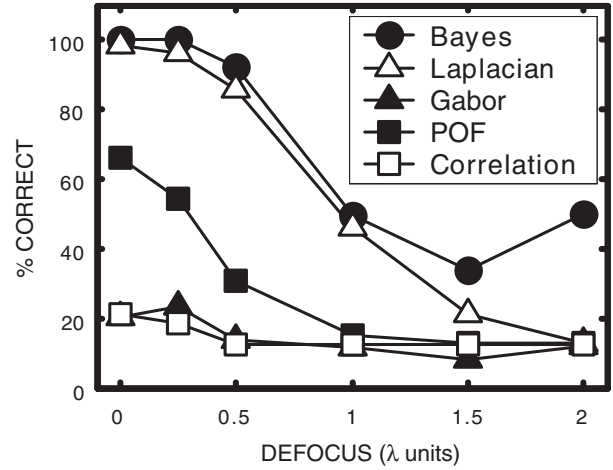 100
80
60
40
20
0
% CORRECT
Bayes
Laplacian
Gabor
POF
Correlation
0 0.5 1 1.5 2
DEFOCUS (λ units)